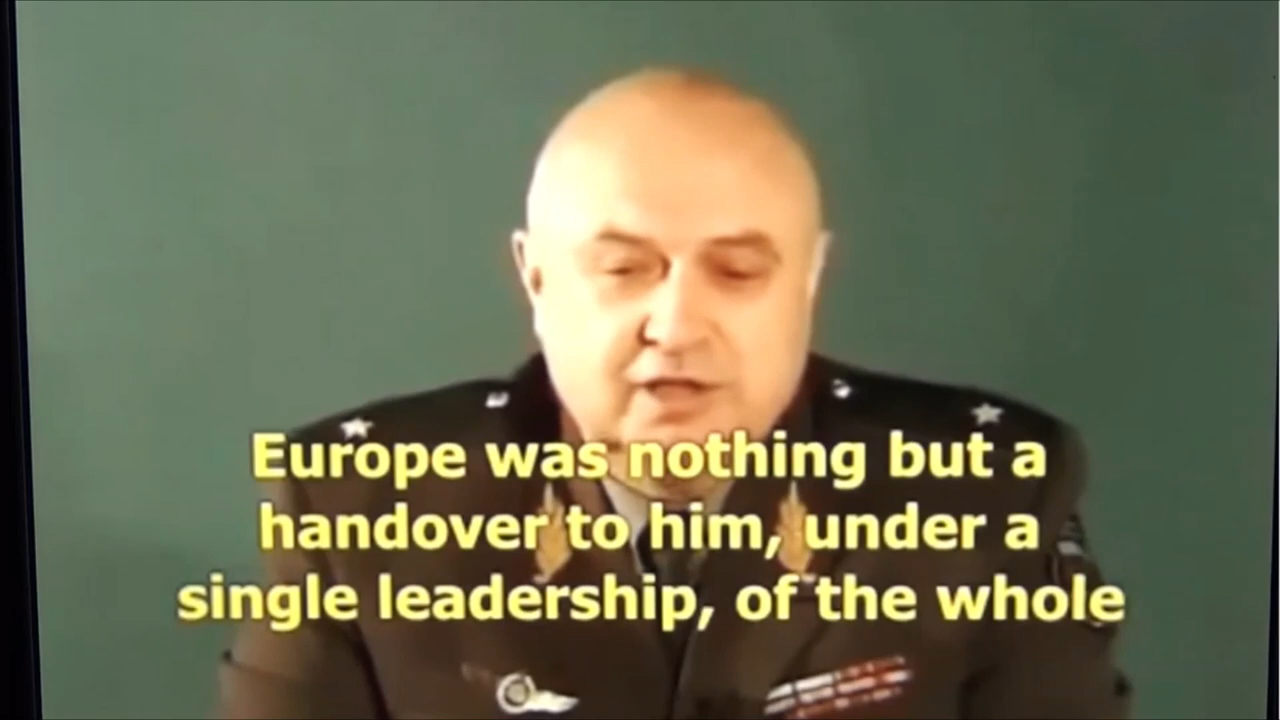 Europe was nothing but a
handover to him, under a
single leadership, of the whole